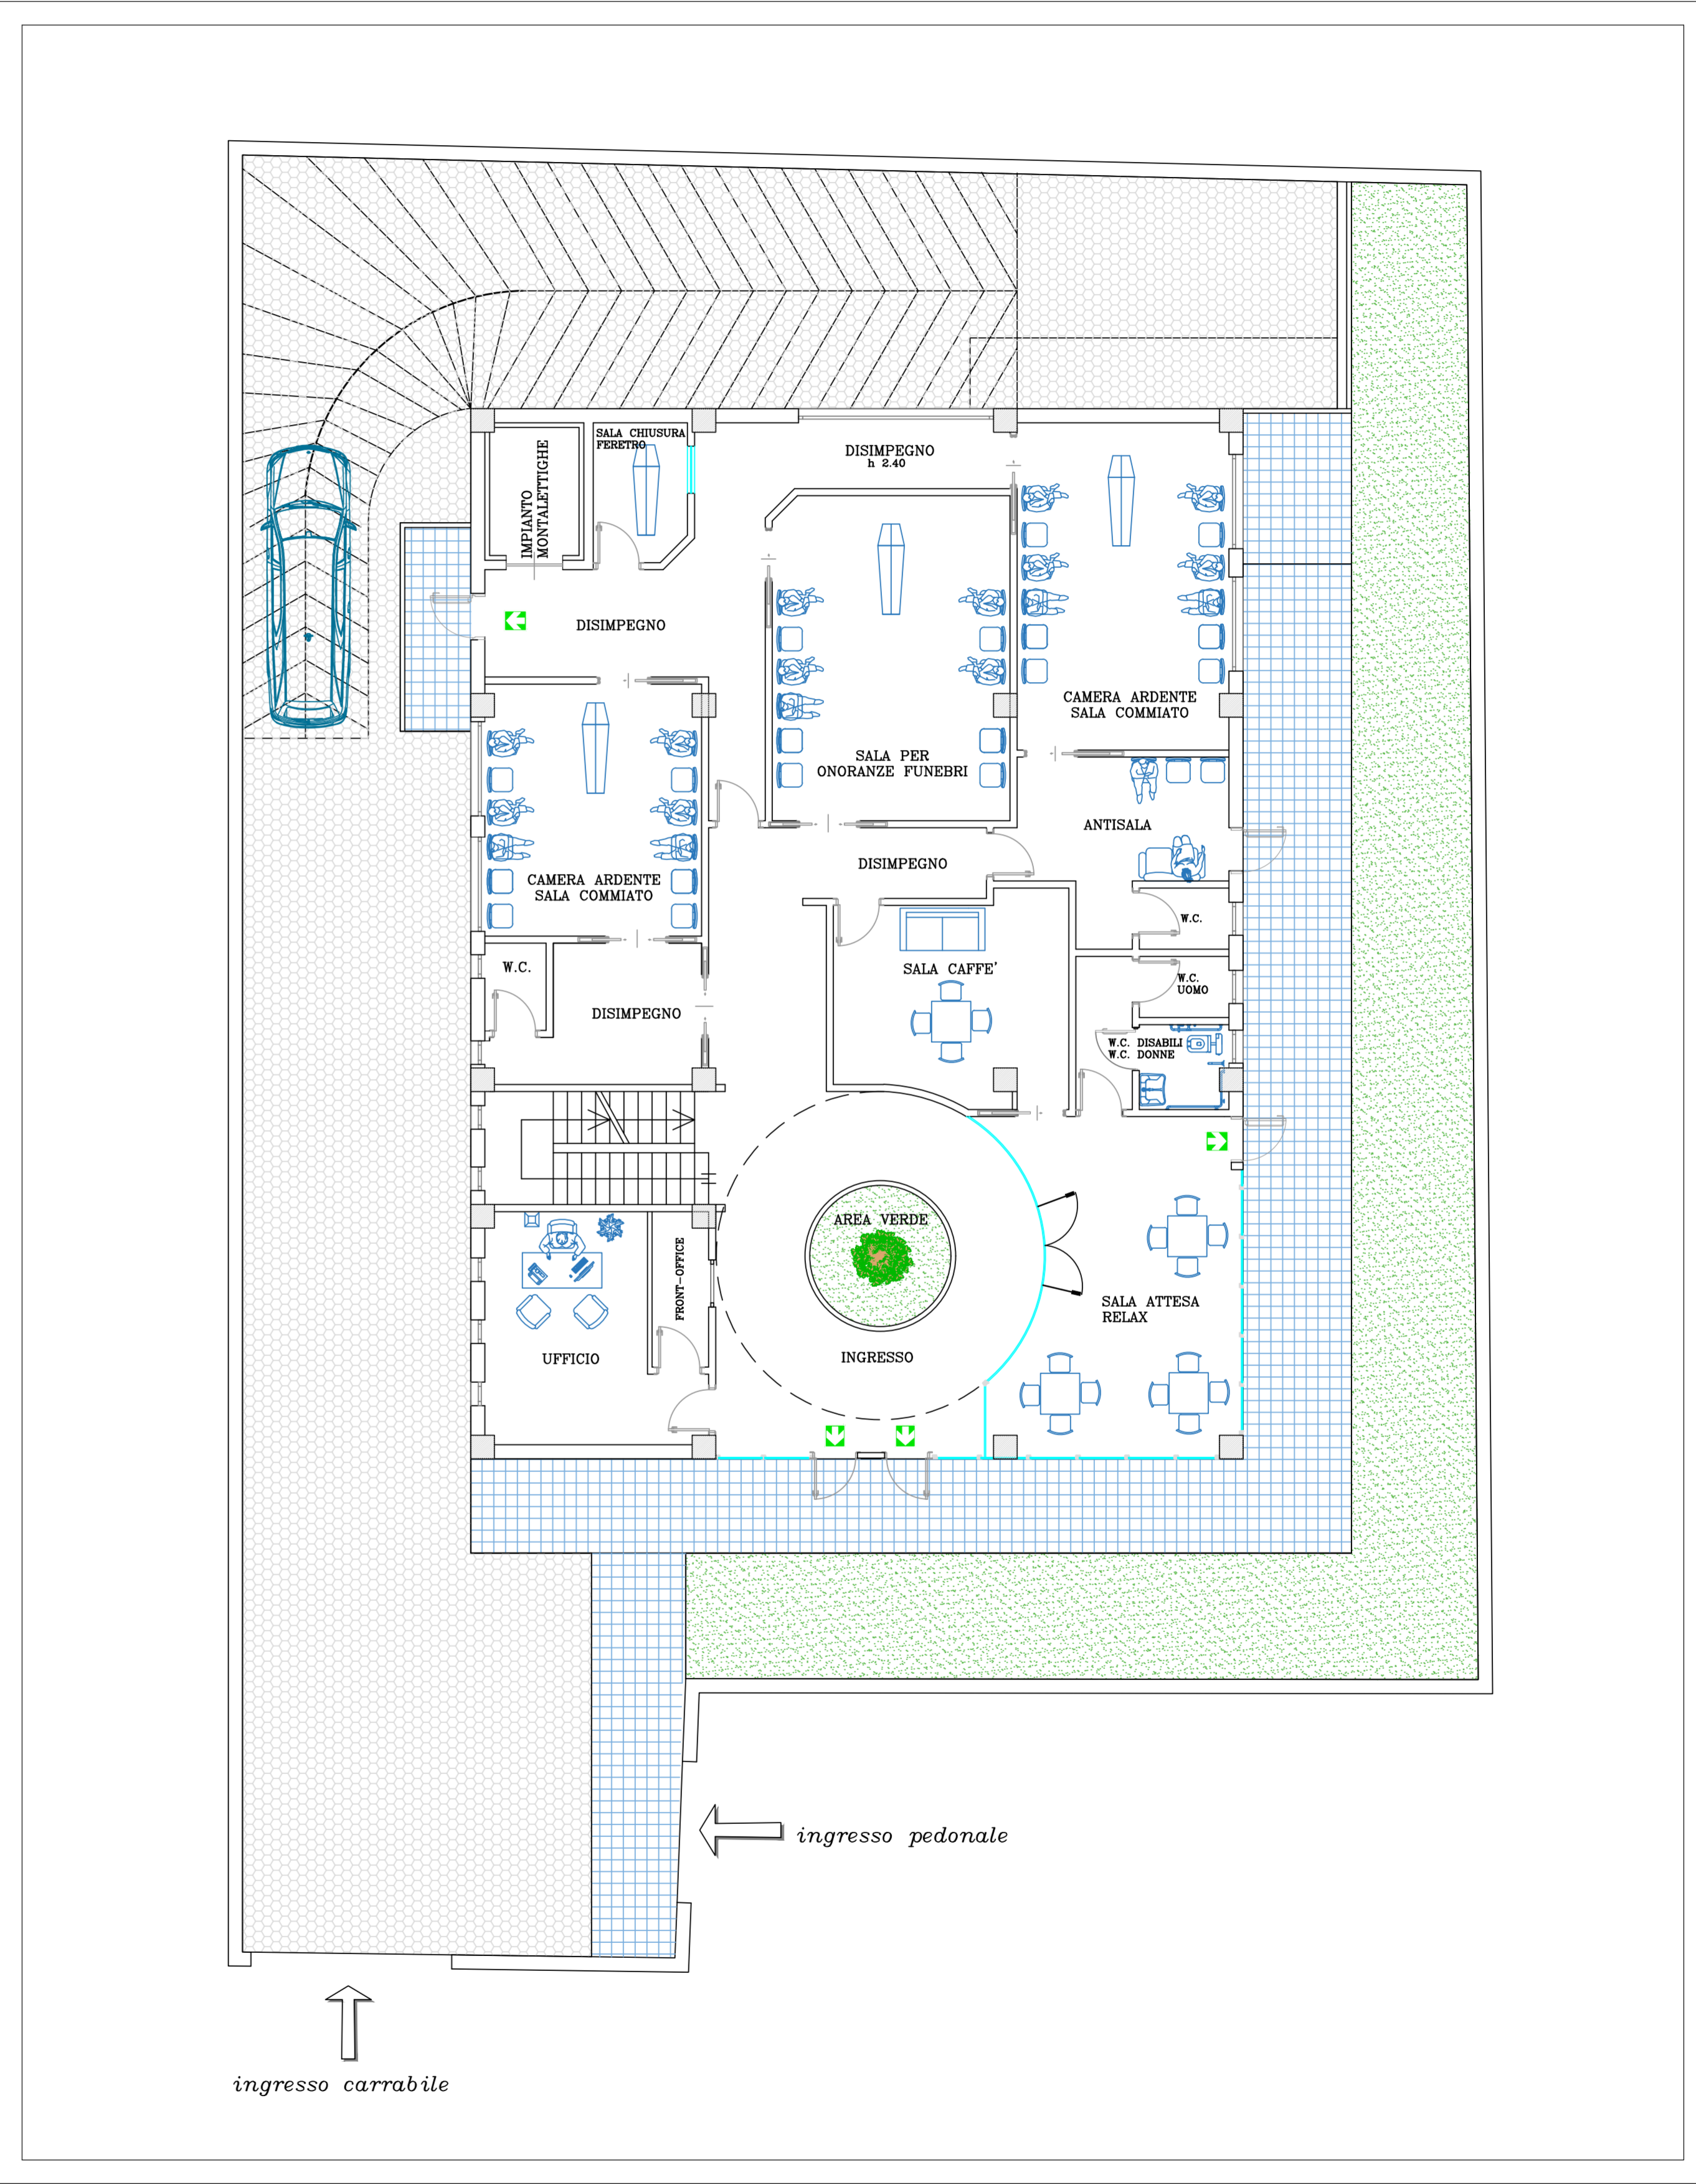 SALA CHIUSURA
FERETRO
IMPIANTO
MONTALETTIGHE
DISIMPEGNO
h 2.40
DISIMPEGNO
CAMERA ARDENTE
SALA COMMIATO
SALA PER
ONORANZE FUNEBRI
ANTISALA
DISIMPEGNO
CAMERA ARDENTE
SALA COMMIATO
W.C.
W.C.
SALA CAFFE'
W.C.
UOMO
DISIMPEGNO
W.C. DISABILI
W.C. DONNE
AREA VERDE
FRONT-OFFICE
SALA ATTESA
RELAX
UFFICIO
INGRESSO
ingresso pedonale
ingresso carrabile